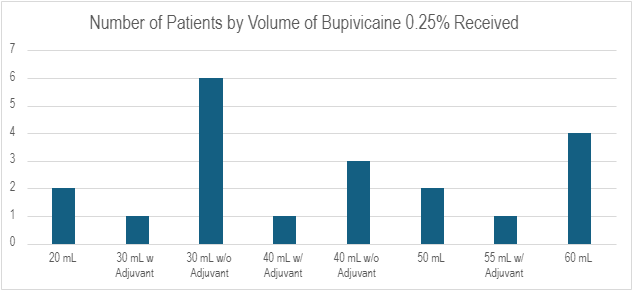 Number of Patients by Volume of Bupivicaine 0.25% Received
7
6
5
4
3
2
1
0
20 mL
30 mL w
Adjuvant
30 mL w/o
Adjuvant
40 mL w/
Adjuvant
40 mL w/o
Adjuvant
50 mL
55 mL w/
Adjuvant
60 mL